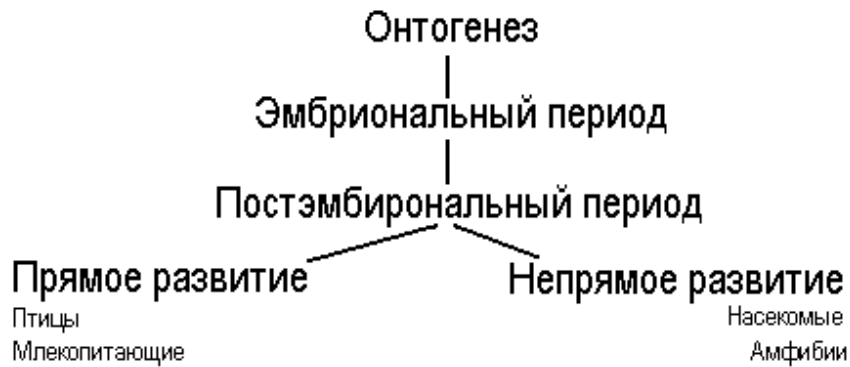 Онтогенез
Эмбриональный период
Постэмбирональный период
Прямое развитие Непрямое развитие
Птицы Насекомые
Млекопитающие Амфибии